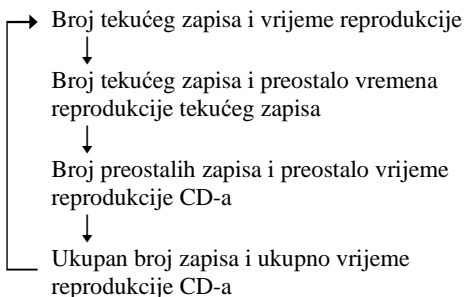 Broj tekućeg zapisa i vrijeme reprodukcije
Broj tekućeg zapisa i preostalo vremena
reprodukcije tekućeg zapisa
Broj preostalih zapisa i preostalo vrijeme
reprodukcije CD-a
Ukupan broj zapisa i ukupno vrijeme
reprodukcije CD-a